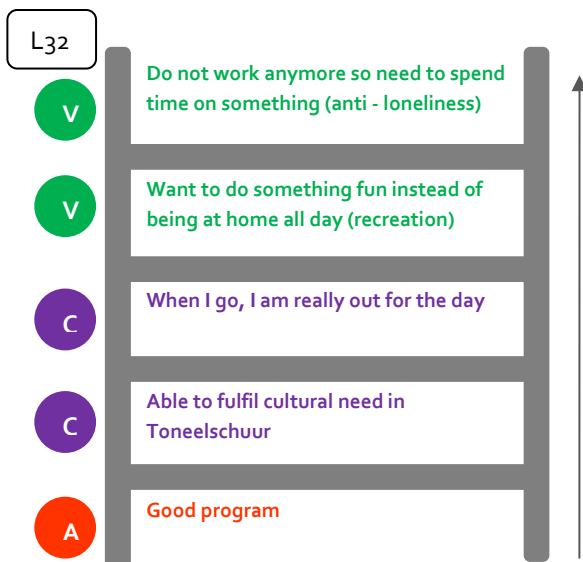 L32
V
Do not work anymore so need to spend
time on something (anti - loneliness)
V
Want to do something fun instead of
being at home all day (recreation)
C
When I go, I am really out for the day
C
Able to fulfil cultural need in
Toneelschuur
A
Good program